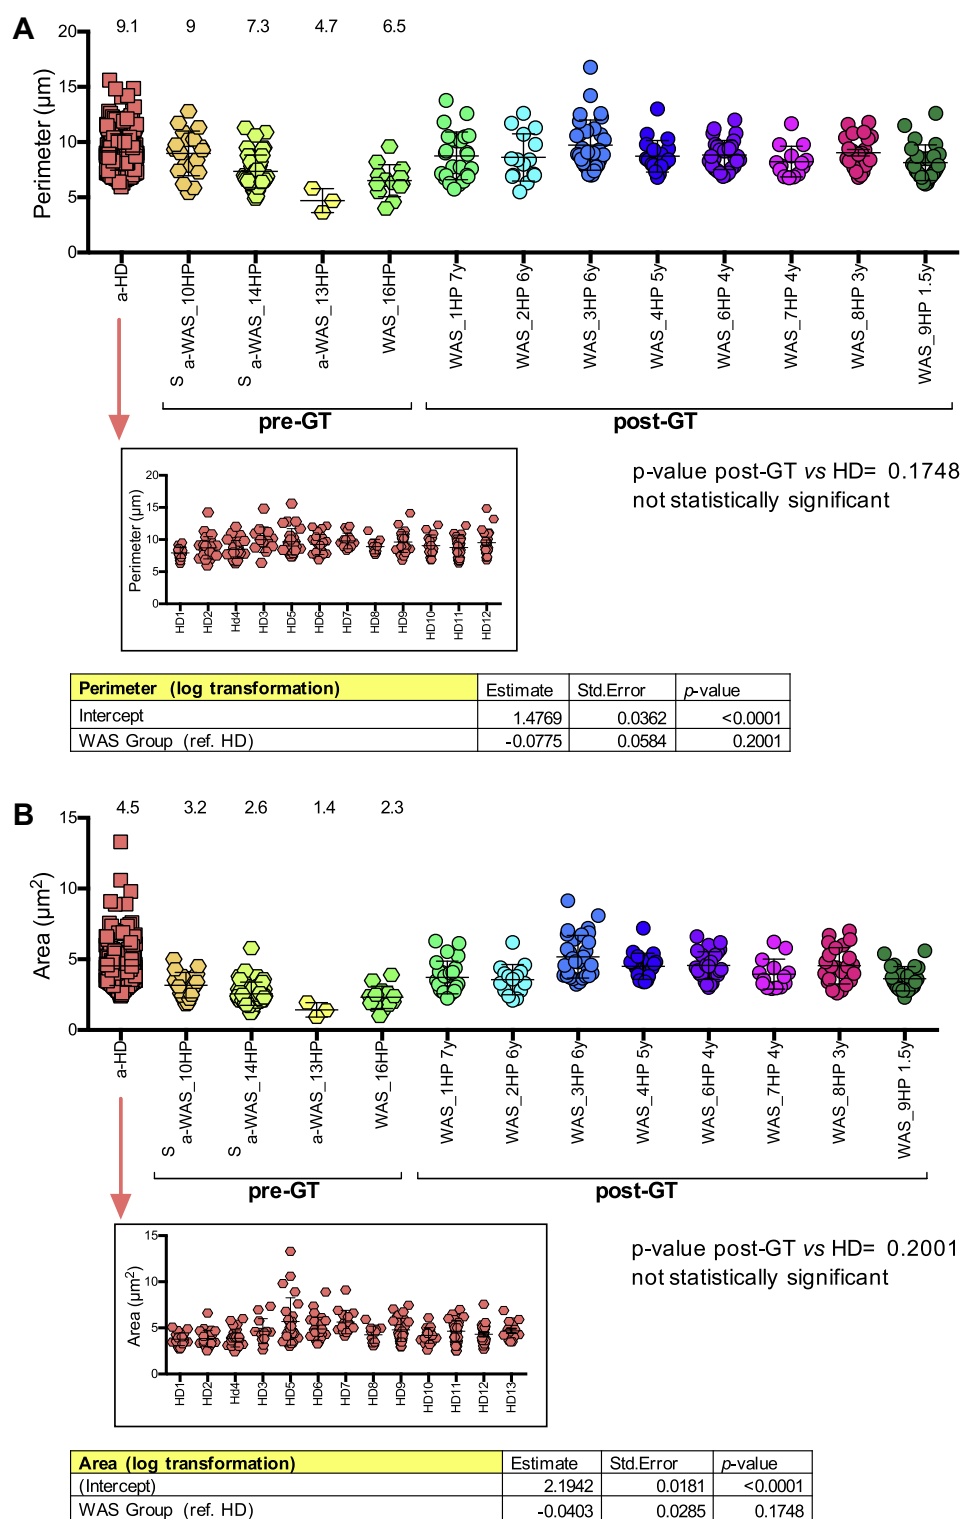 A
9.1 9 7.3 4.7 6.5
Perimeter (µm)
20
15
10
5
0
a-HD
S a-WAS_10HP
S a-WAS_14HP
a-WAS_13HP
WAS_16HP
WAS_1HP 7y
WAS_2HP 6y
WAS_3HP 6y
WAS_4HP 5y
WAS_6HP 4y
WAS_7HP 4y
WAS_8HP 3y
WAS_9HP 1.5y
pre-GT post-GT
p-value post-GT vs HD= 0.1748
not statistically significant
Perimeter (µm)
20
15
10
5
0
HD1 HD2 Hd4 HD3 HD5 HD6 HD7 HD8 HD9 HD10 HD11 HD12
Perimeter (log transformation) Estimate Std.Error p-value
Intercept 1.4769 0.0362 <0.0001
WAS Group (ref. HD) -0.0775 0.0584 0.2001
B
4.5 3.2 2.6 1.4 2.3
Area (µm²)
15
10
5
0
a-HD
S a-WAS_10HP
S a-WAS_14HP
a-WAS_13HP
WAS_16HP
WAS_1HP 7y
WAS_2HP 6y
WAS_3HP 6y
WAS_4HP 5y
WAS_6HP 4y
WAS_7HP 4y
WAS_8HP 3y
WAS_9HP 1.5y
pre-GT post-GT
p-value post-GT vs HD= 0.2001
not statistically significant
Area (µm²)
15
10
5
0
HD1 HD2 Hd4 HD3 HD5 HD6 HD7 HD8 HD9 HD10 HD11 HD12 HD13
Area (log transformation) Estimate Std.Error p-value
(Intercept) 2.1942 0.0181 <0.0001
WAS Group (ref. HD) -0.0403 0.0285 0.1748